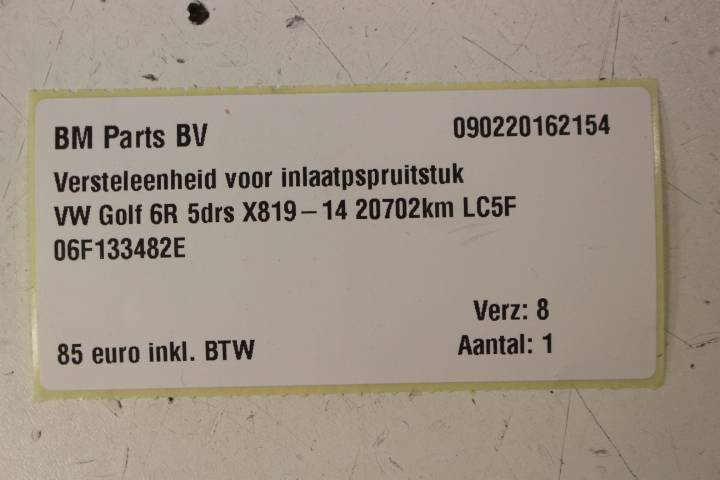 BM Parts BV 090220162154
Versteleenheid voor inlaatpspruitstuk
VW Golf 6R 5drs X819-14 20702km LC5F
06F133482E
Verz: 8
85 euro inkl. BTW Aantal: 1